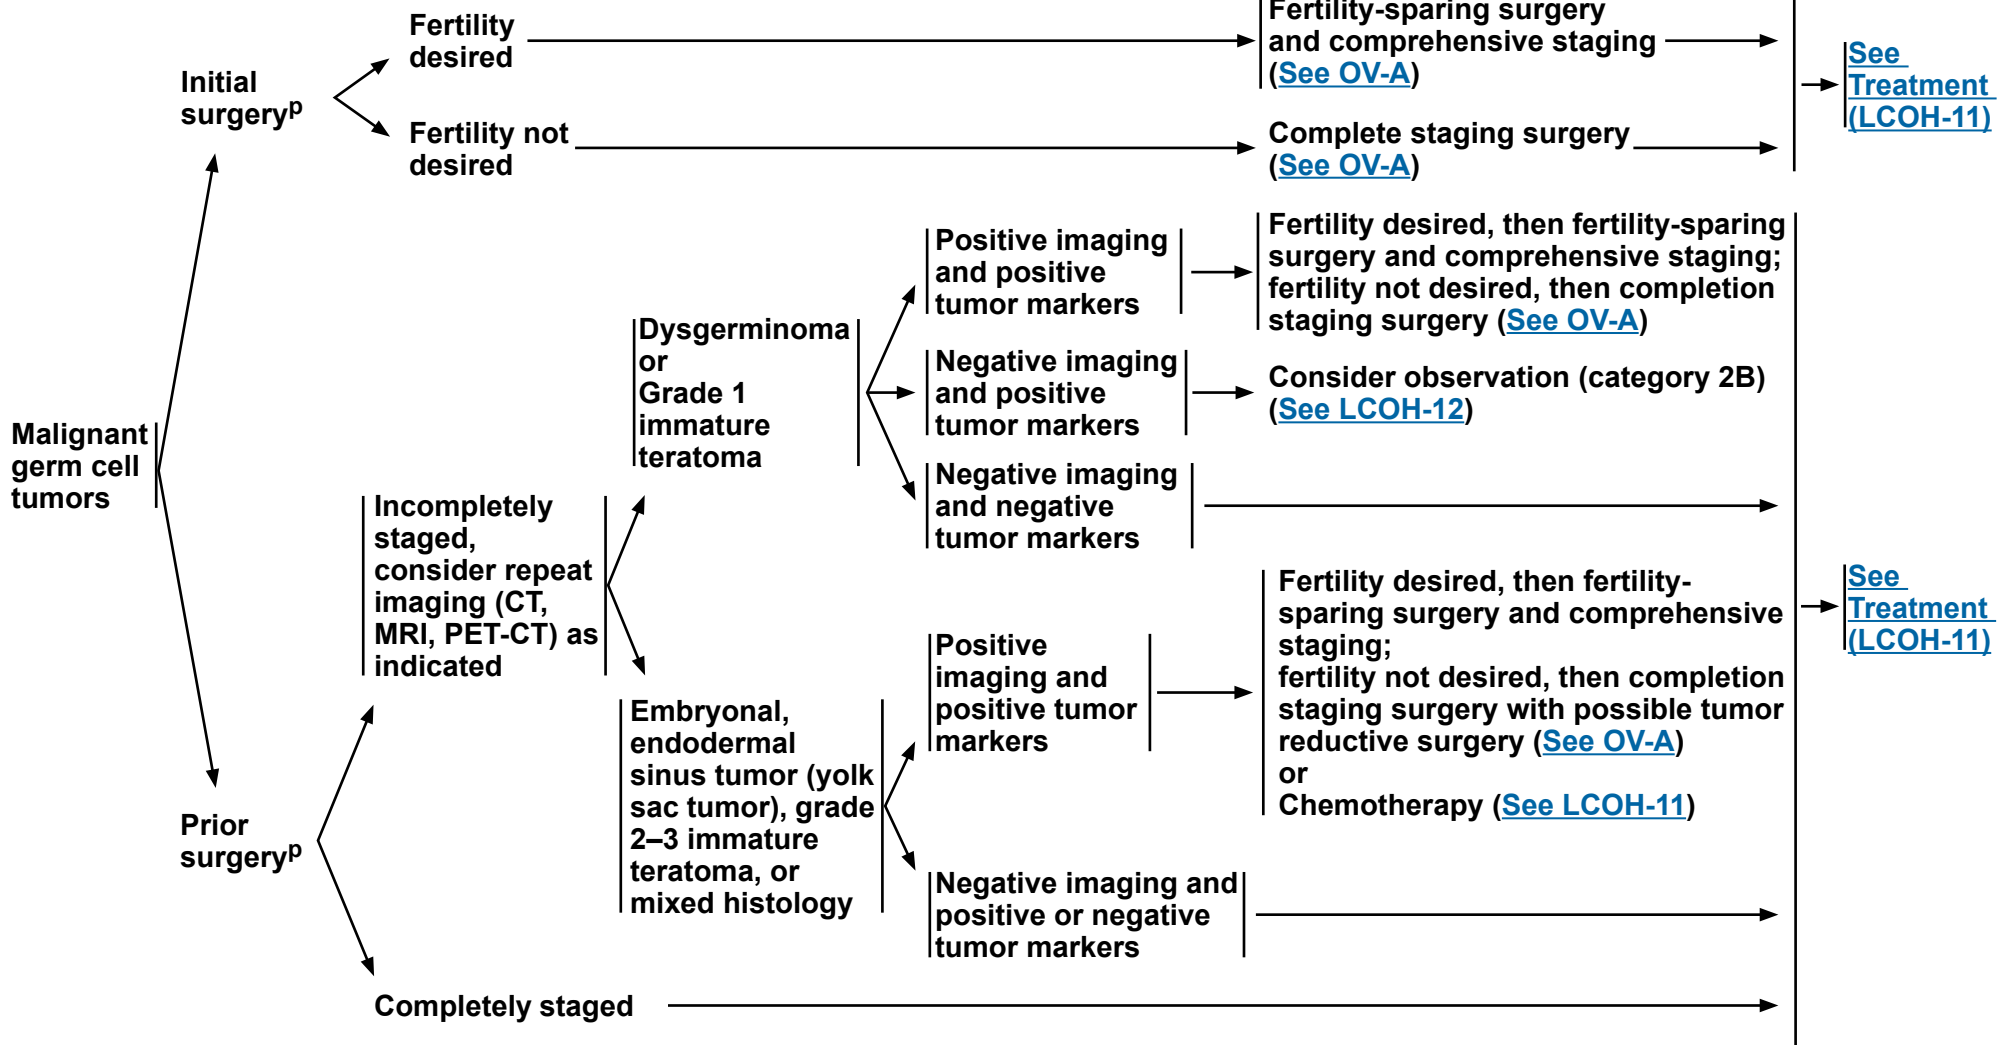 Fertility
desired
Fertility-sparing surgery
and comprehensive staging
(See OV-A)
Initial
surgeryp
See
Treatment
(LCOH-11)
Fertility not
desired
Complete staging surgery
(See OV-A)
Positive imaging
and positive
tumor markers
Fertility desired, then fertility-sparing
surgery and comprehensive staging;
fertility not desired, then completion
staging surgery (See OV-A)
Dysgerminoma
or
Grade 1
immature
teratoma
Negative imaging
and positive
tumor markers
Consider observation (category 2B)
(See LCOH-12)
Negative imaging
and negative
tumor markers
Malignant
germ cell
tumors
Incompletely
staged,
consider repeat
imaging (CT,
MRI, PET-CT) as
indicated
Fertility desired, then fertility-
sparing surgery and comprehensive
staging;
fertility not desired, then completion
staging surgery with possible tumor
reductive surgery (See OV-A)
or
Chemotherapy (See LCOH-11)
See
Treatment
(LCOH-11)
Positive
imaging and
positive tumor
markers
Embryonal,
endodermal
sinus tumor (yolk
sac tumor), grade
2–3 immature
teratoma, or
mixed histology
Prior
surgeryp
Negative imaging and
positive or negative
tumor markers
Completely staged